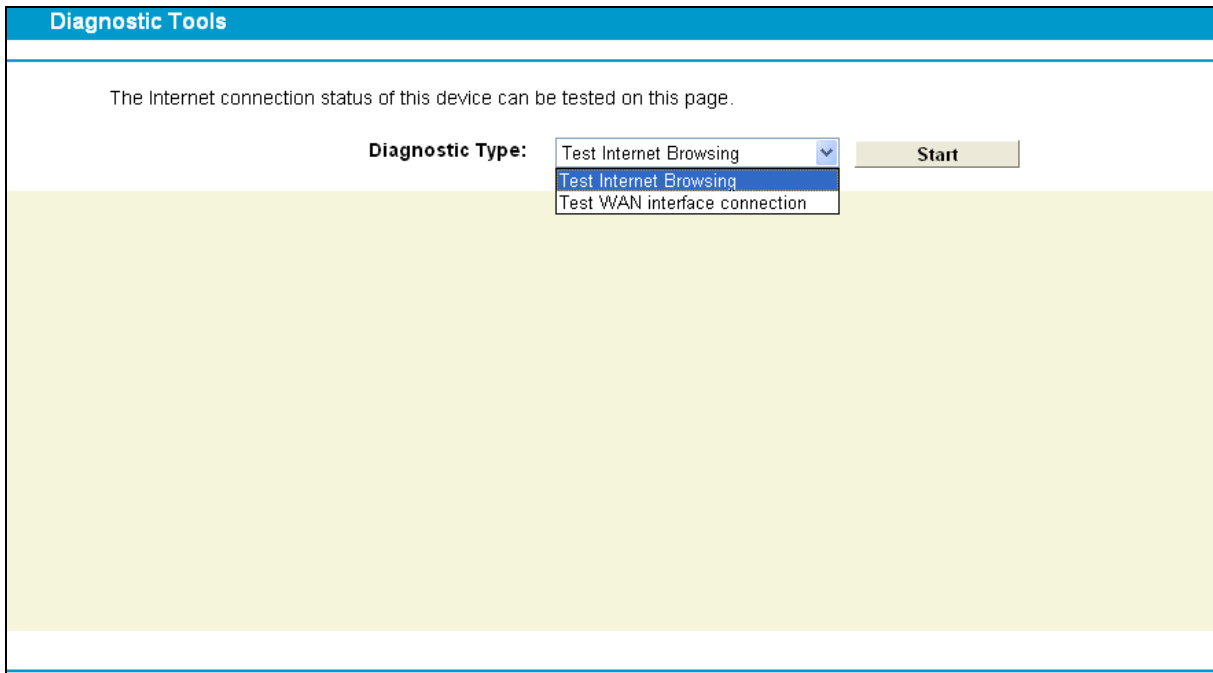 Diagnostic Tools
The Internet connection status of this device can be tested on this page.
Diagnostic Type: Test Internet Browsing Start
Test Internet Browsing
Test WAN interface connection